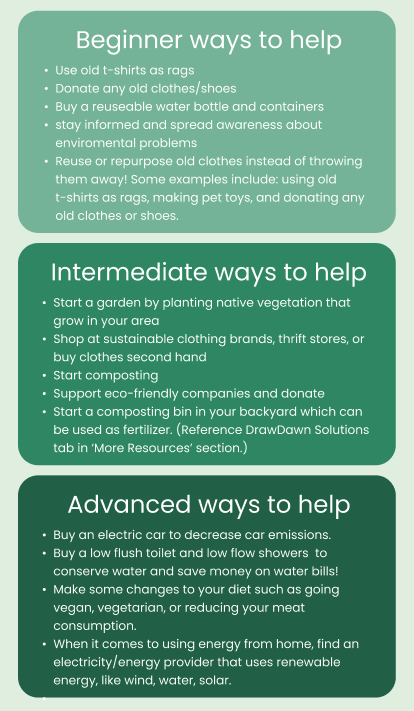 Beginner ways to help
• Use old t-shirts as rags
• Donate any old clothes/shoes
• Buy a reuseable water bottle and containers
• stay informed and spread awareness about
enviromental problems
• Reuse or repurpose old clothes instead of throwing
them away! Some examples include: using old
t-shirts as rags, making pet toys, and donating any
old clothes or shoes.
Intermediate ways to help
• Start a garden by planting native vegetation that
grow in your area
• Shop at sustainable clothing brands, thrift stores, or
buy clothes second hand
• Start composting
• Support eco-friendly companies and donate
• Start a composting bin in your backyard which can
be used as fertilizer. (Reference DrawDawn Solutions
tab in ‘More Resources’ section.)
Advanced ways to help
• Buy an electric car to decrease car emissions.
• Buy a low flush toilet and low flow showers to
conserve water and save money on water bills!
• Make some changes to your diet such as going
vegan, vegetarian, or reducing your meat
consumption.
• When it comes to using energy from home, find an
electricity/energy provider that uses renewable
energy, like wind, water, solar.